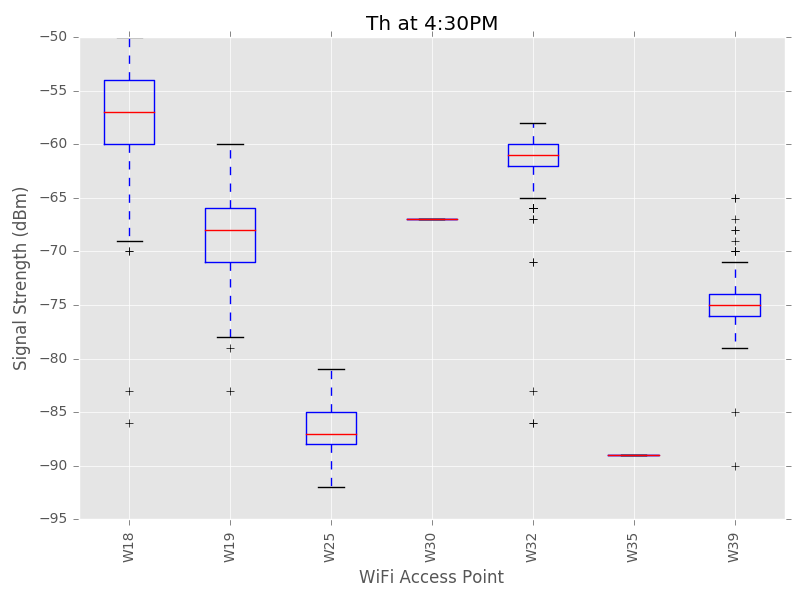 Th at 4:30PM
−50
−55
−60
−65
−70
−75
−80
−85
−90
−95
Signal Strength (dBm)
W18
W19
W25
W30
W32
W35
W39
WiFi Access Point